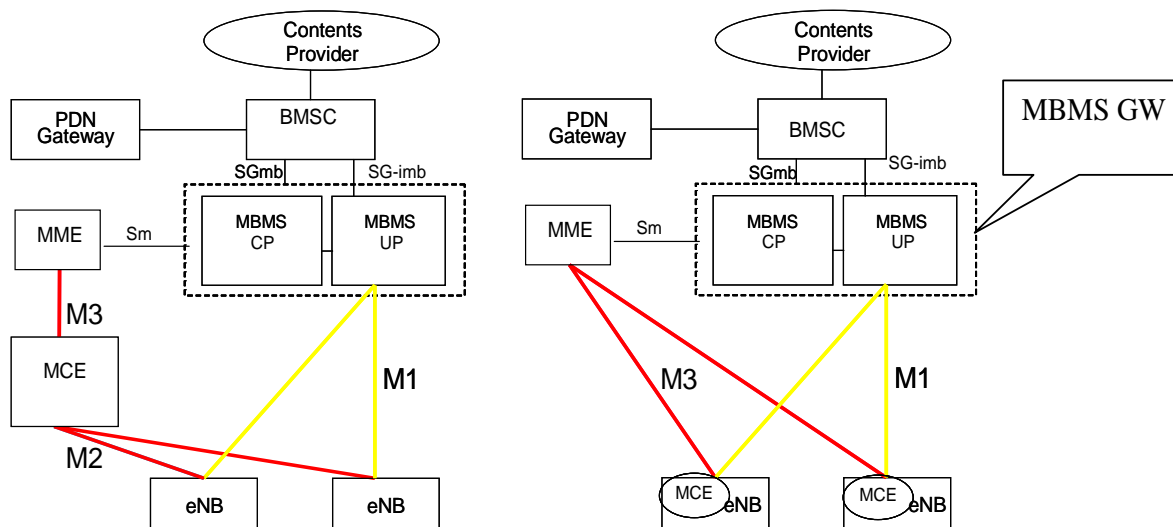 Contents
Provider
PDN
Gateway
BMSC
SGmb
SG-imb
MME
Sm
MBMS
CP
MBMS
UP
M3
MCE
M1
M2
eNB
eNB
Contents
Provider
PDN
Gateway
BMSC
MBMS GW
SGmb
SG-imb
MME
Sm
MBMS
CP
MBMS
UP
M3
M1
MCE
eNB
MCE
eNB